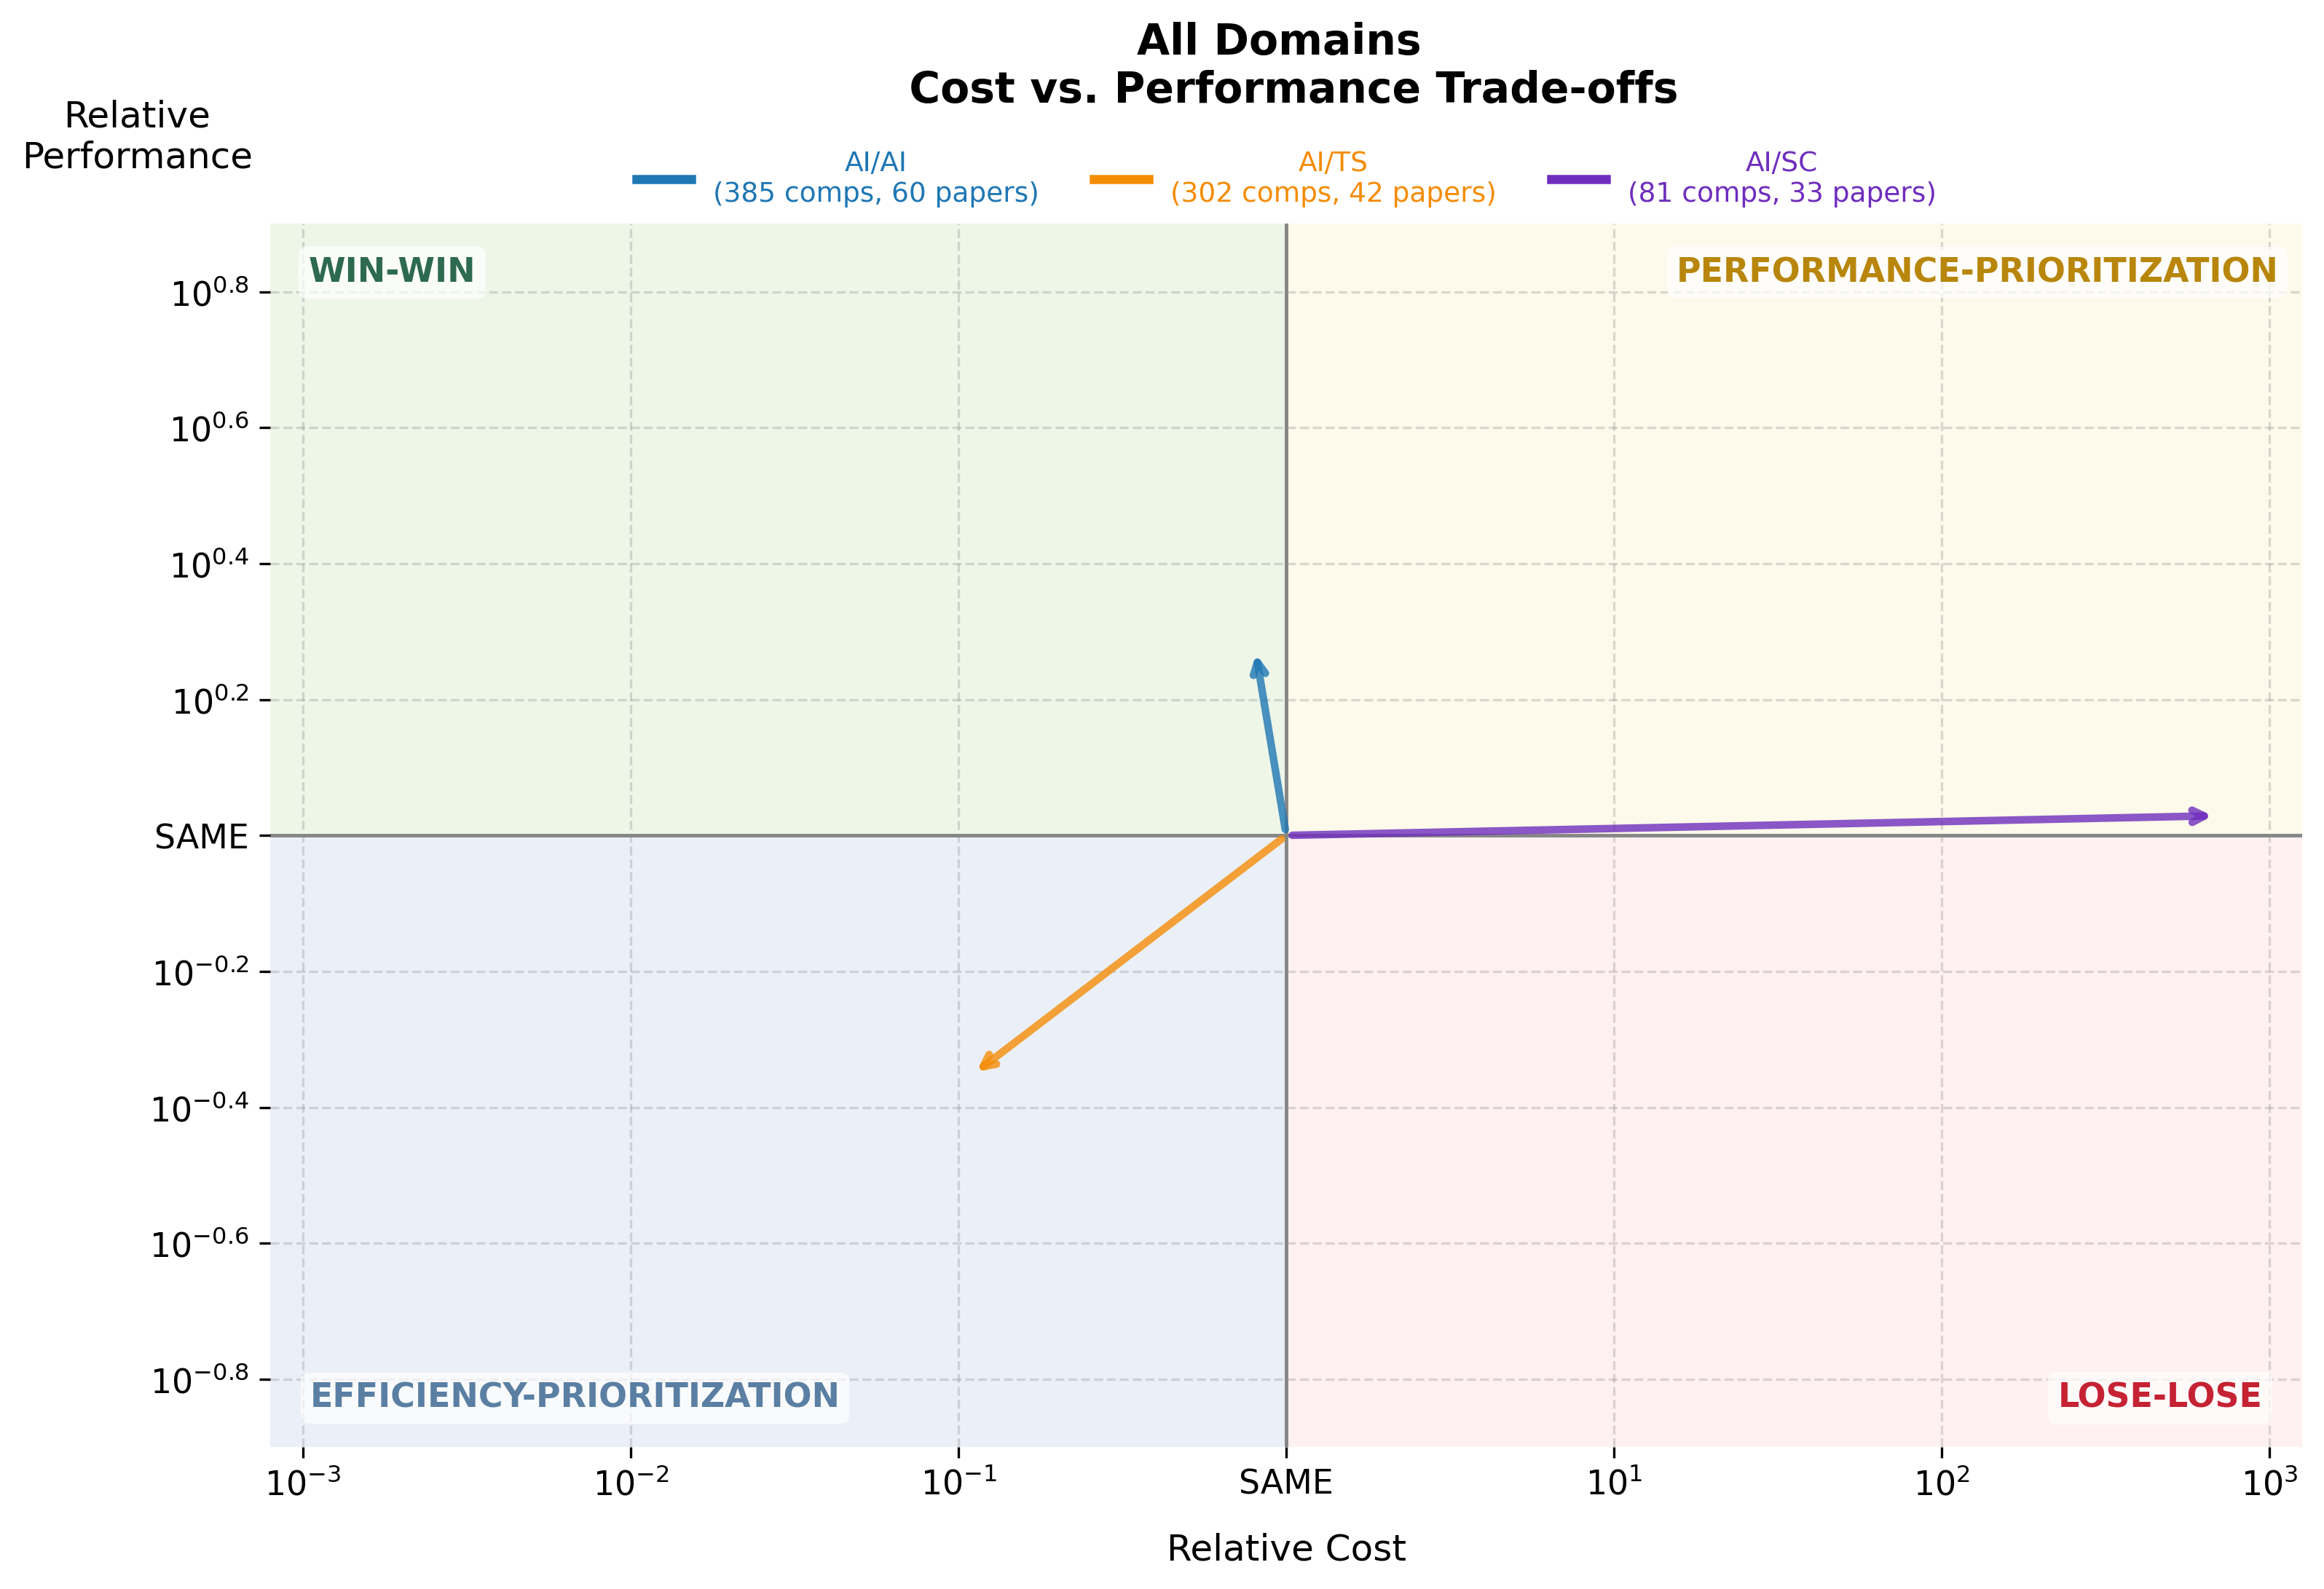 All Domains
Cost vs. Performance Trade-offs
Relative
Performance
AI/AI
(385 comps, 60 papers)
AI/TS
(302 comps, 42 papers)
AI/SC
(81 comps, 33 papers)
WIN-WIN
PERFORMANCE-PRIORITIZATION
10^0.8
10^0.6
10^0.4
10^0.2
SAME
10^−0.2
10^−0.4
10^−0.6
10^−0.8
EFFICIENCY-PRIORITIZATION
LOSE-LOSE
10^−3 10^−2 10^−1 SAME 10^1 10^2 10^3
Relative Cost